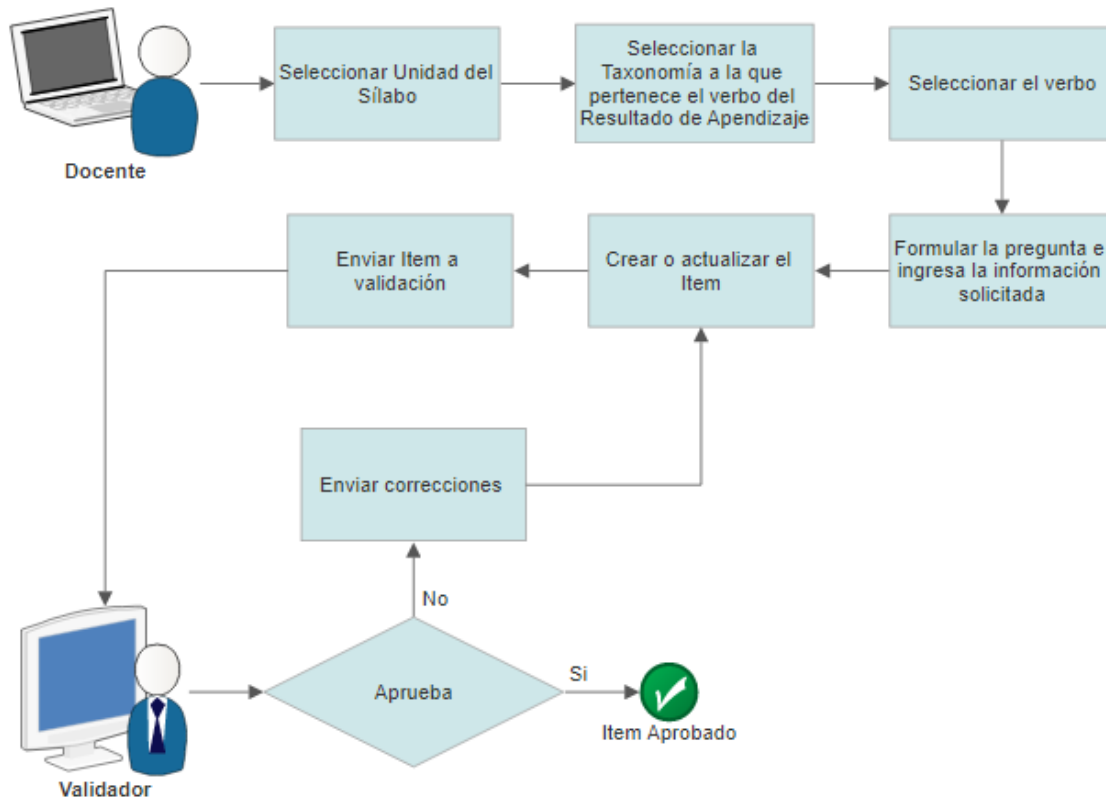 Docente
Seleccionar Unidad del
Sílabo
Seleccionar la
Taxonomía a la que
pertenece el verbo del
Resultado de Apendizaje
Seleccionar el verbo
Formular la pregunta e
ingresa la información
solicitada
Crear o actualizar el
Item
Enviar Item a
validación
Enviar correcciones
No
Aprueba
Si
Item Aprobado
Validador